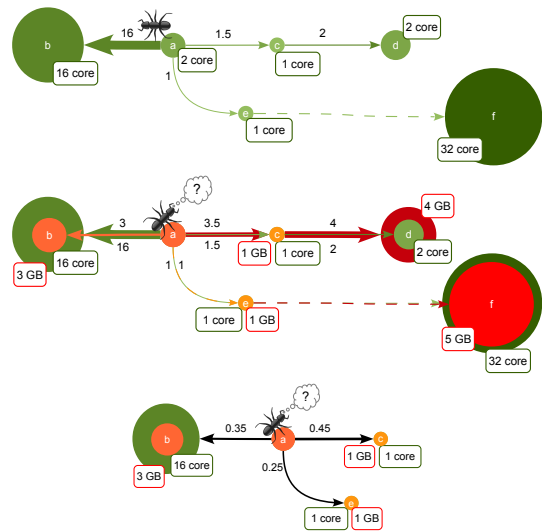 16 1.5 2 2 core
b a c d
16 core 2 core 1 core
1
e f
1 core
32 core
?
4 GB
3 3.5 4
b a c d
16 1.5 2
3 GB 16 core 1 GB 1 core 2 core
1 1
e f
1 core 1 GB 5 GB
32 core
?
0.35 0.45
b a c
3 GB 16 core 1 GB 1 core
0.25
e
1 core 1 GB